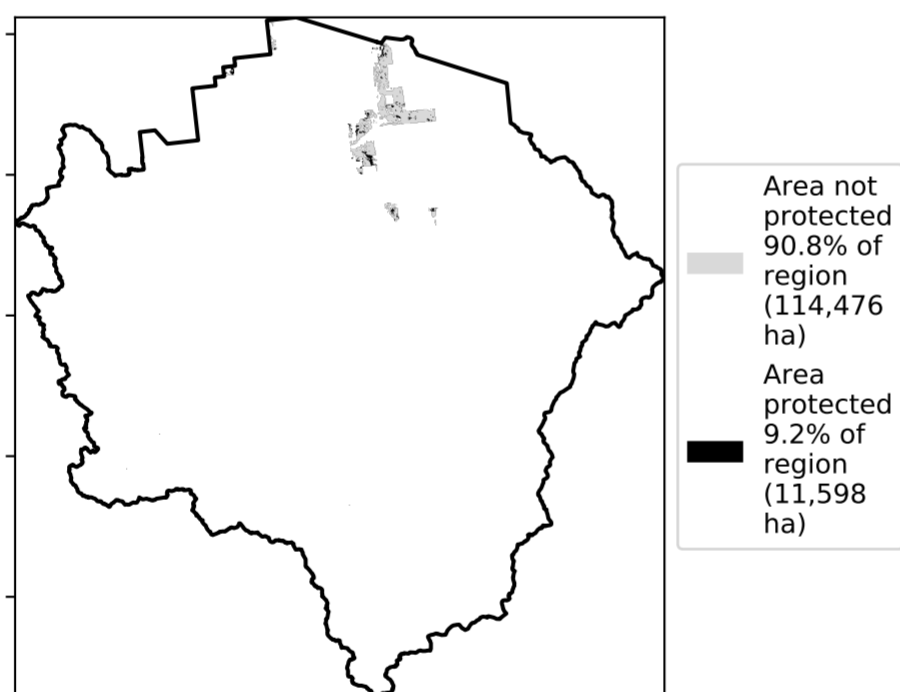 Area not
protected
90.8% of
region
(114,476
ha)
Area
protected
9.2% of
region
(11,598
ha)